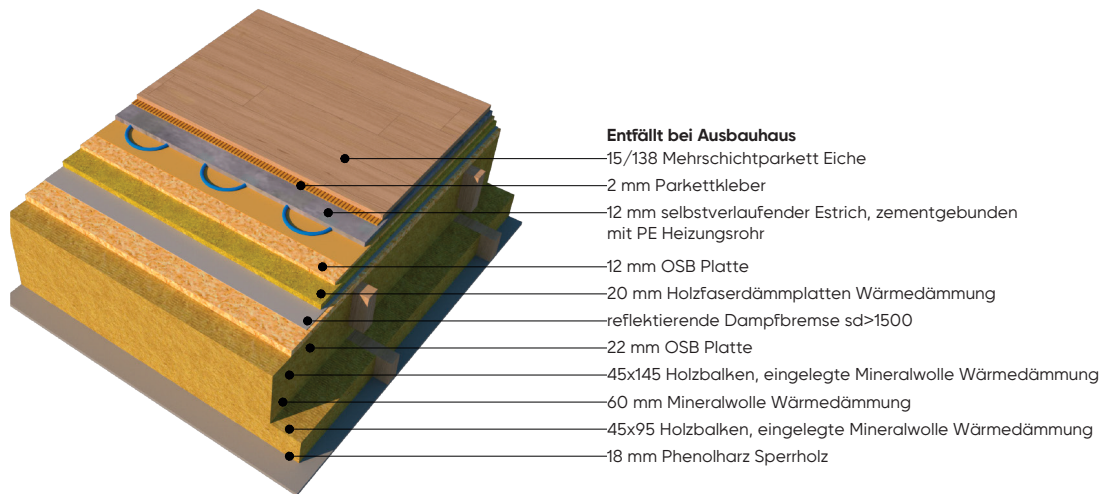 Entfällt bei Ausbauhaus
15/138 Mehrschichtparkett Eiche
2 mm Parkettkleber
12 mm selbstverlaufender Estrich, zementgebunden
mit PE Heizungsrohr
12 mm OSB Platte
20 mm Holzfaserdämmplatten Wärmedämmung
reflektierende Dampfbremse sd>1500
22 mm OSB Platte
45x145 Holzbalken, eingelegte Mineralwolle Wärmedämmung
60 mm Mineralwolle Wärmedämmung
45x95 Holzbalken, eingelegte Mineralwolle Wärmedämmung
18 mm Phenolharz Sperrholz